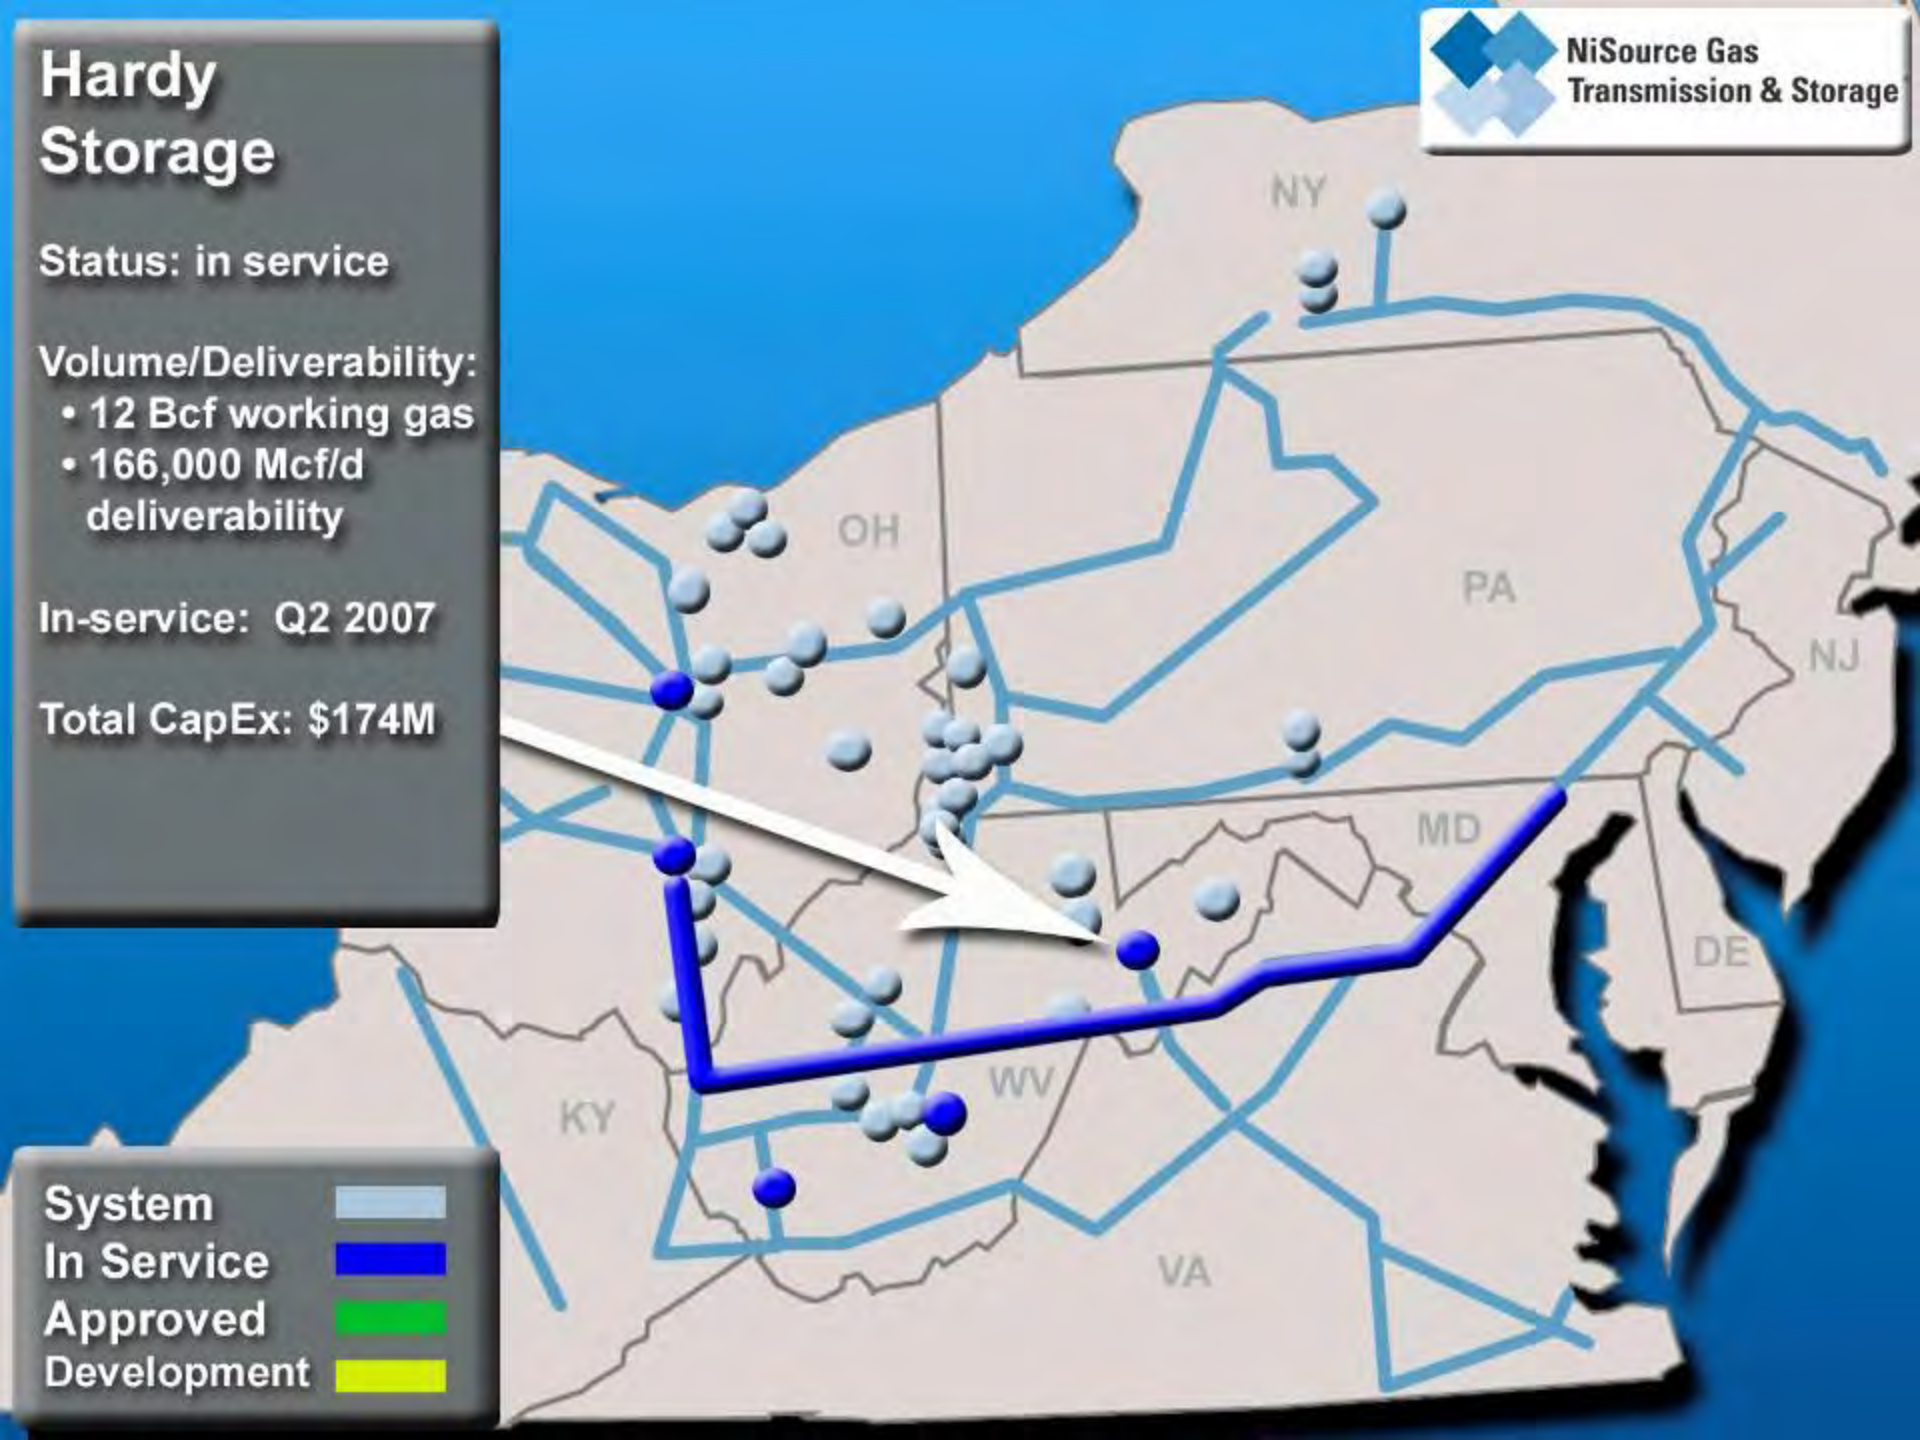 Hardy
Storage
Status: in service
Volume/Deliverability:
• 12 Bcf working gas
• 166,000 Mcf/d
deliverability
In-service: Q2 2007
Total CapEx: $174M
NiSource Gas
Transmission & Storage
NY
OH
PA
NJ
MD
DE
WV
KY
VA
System
In Service
Approved
Development